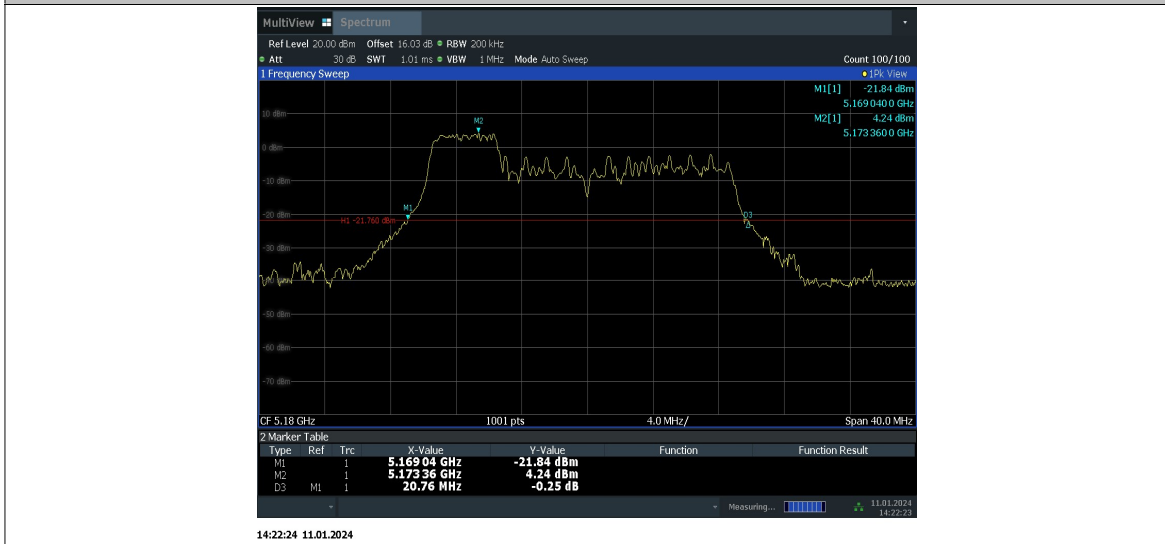 MultiView Spectrum
Ref Level 20.00 dBm Offset 16.03 dB RBW 200 kHz
Att 30 dB SWT 1.01 ms VBW 1 MHz Mode Auto Sweep Count 100/100
1 Frequency Sweep 1Pk View
M1[1] -21.84 dBm
5.169 040 0 GHz
M2[1] 4.24 dBm
5.173 360 0 GHz
10 dBm
M2
0 dBm
-10 dBm
M1
-20 dBm
H1 -21.760 dBm
D3
-30 dBm
-40 dBm
-50 dBm
-60 dBm
-70 dBm
CF 5.18 GHz 1001 pts 4.0 MHz/ Span 40.0 MHz
2 Marker Table
Type Ref Trc X-Value Y-Value Function Function Result
M1 1 5.169 04 GHz -21.84 dBm
M2 1 5.173 36 GHz 4.24 dBm
D3 M1 1 20.76 MHz -0.25 dB
Measuring... 11.01.2024
14:22:23
14:22:24 11.01.2024